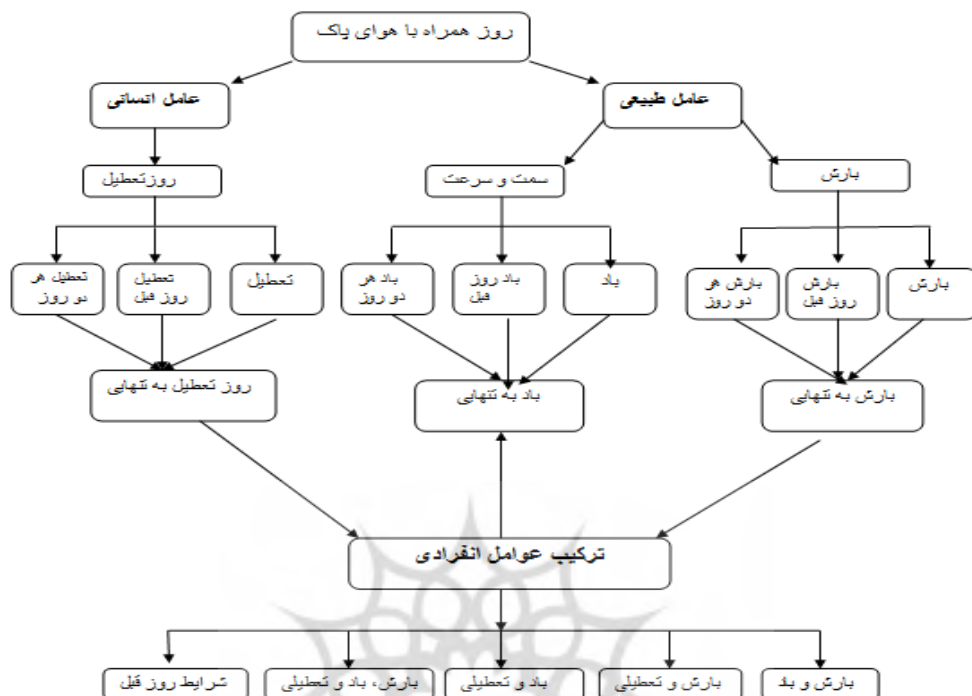 روز همراه با هوای پاک
عامل طبیعی
عامل انسانی
بارش
سمت و سرعت
روزتعطیل
بارش
بارش
روز قبل
بارش هر
دو روز
باد
باد روز
قبل
باد هر
دو روز
تعطیل
تعطیل
روز قبل
تعطیل هر
دو روز
بارش به تنهایی
باد به تنهایی
روز تعطیل به تنهایی
ترکیب عوامل انفرادی
بارش و باد
بارش و تعطیلی
باد و تعطیلی
بارش، باد و تعطیلی
شرایط روز قبل